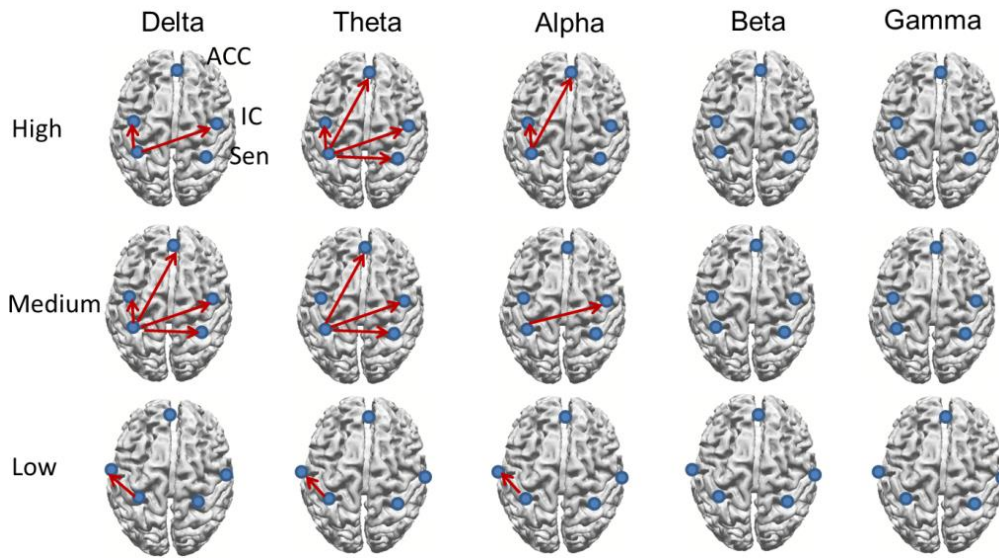 Delta Theta Alpha Beta Gamma
ACC
High
IC
Sen
Medium
Low